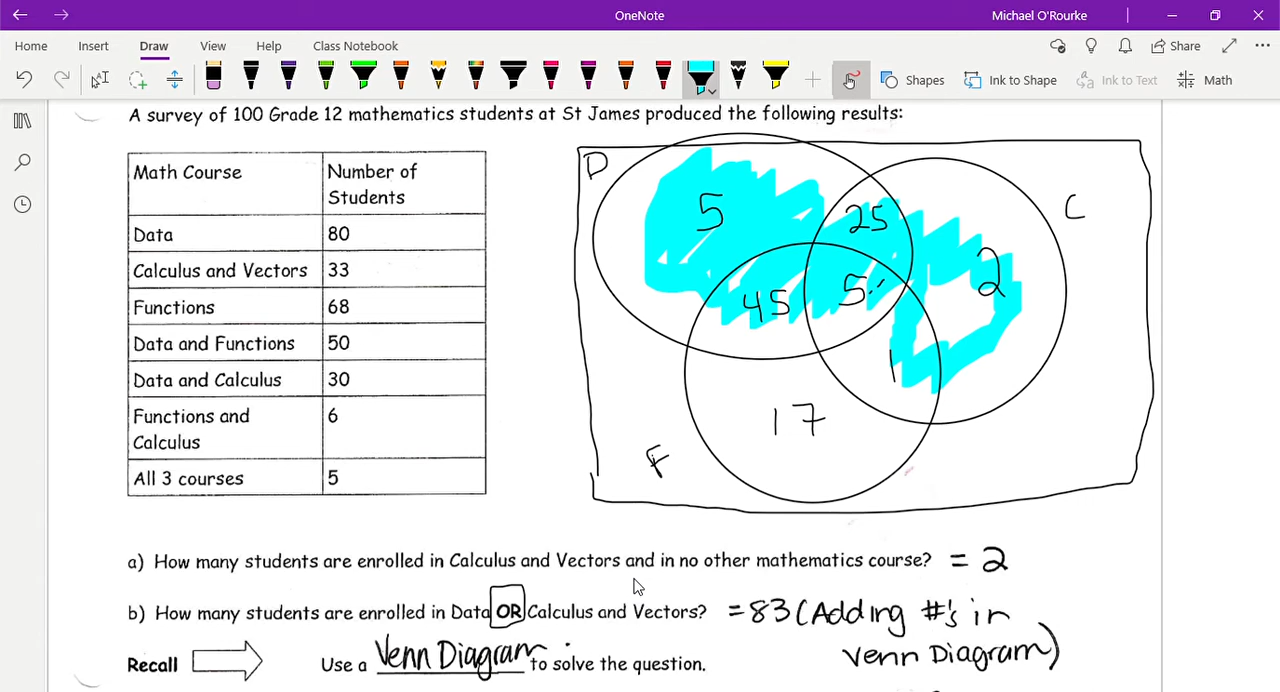 OneNote
Michael O'Rourke
Home Insert Draw View Help Class Notebook
Share
Shapes Ink to Shape Ink to Text Math
A survey of 100 Grade 12 mathematics students at St James produced the following results:
Math Course Number of Students
Data 80
Calculus and Vectors 33
Functions 68
Data and Functions 50
Data and Calculus 30
Functions and Calculus 6
All 3 courses 5
D
C
5 25
2
45 5
1
17
F
a) How many students are enrolled in Calculus and Vectors and in no other mathematics course? = 2
b) How many students are enrolled in Data OR Calculus and Vectors? = 83 (Adding #'s in
Venn Diagram)
Recall Use a Venn Diagram to solve the question.